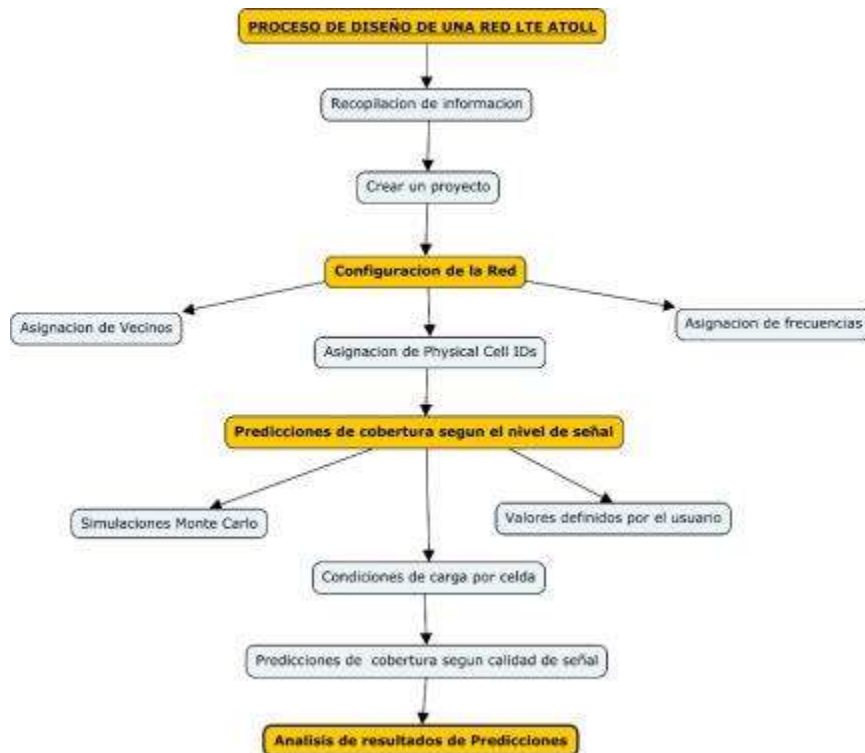 PROCESO DE DISEÑO DE UNA RED LTE ATOLL
Recopilacion de informacion
Crear un proyecto
Configuracion de la Red
Asignacion de Vecinos
Asignacion de Physical Cell IDs
Asignacion de frecuencias
Predicciones de cobertura segun el nivel de señal
Simulaciones Monte Carlo
Valores definidos por el usuario
Condiciones de carga por celda
Predicciones de cobertura segun calidad de señal
Analisis de resultados de Predicciones